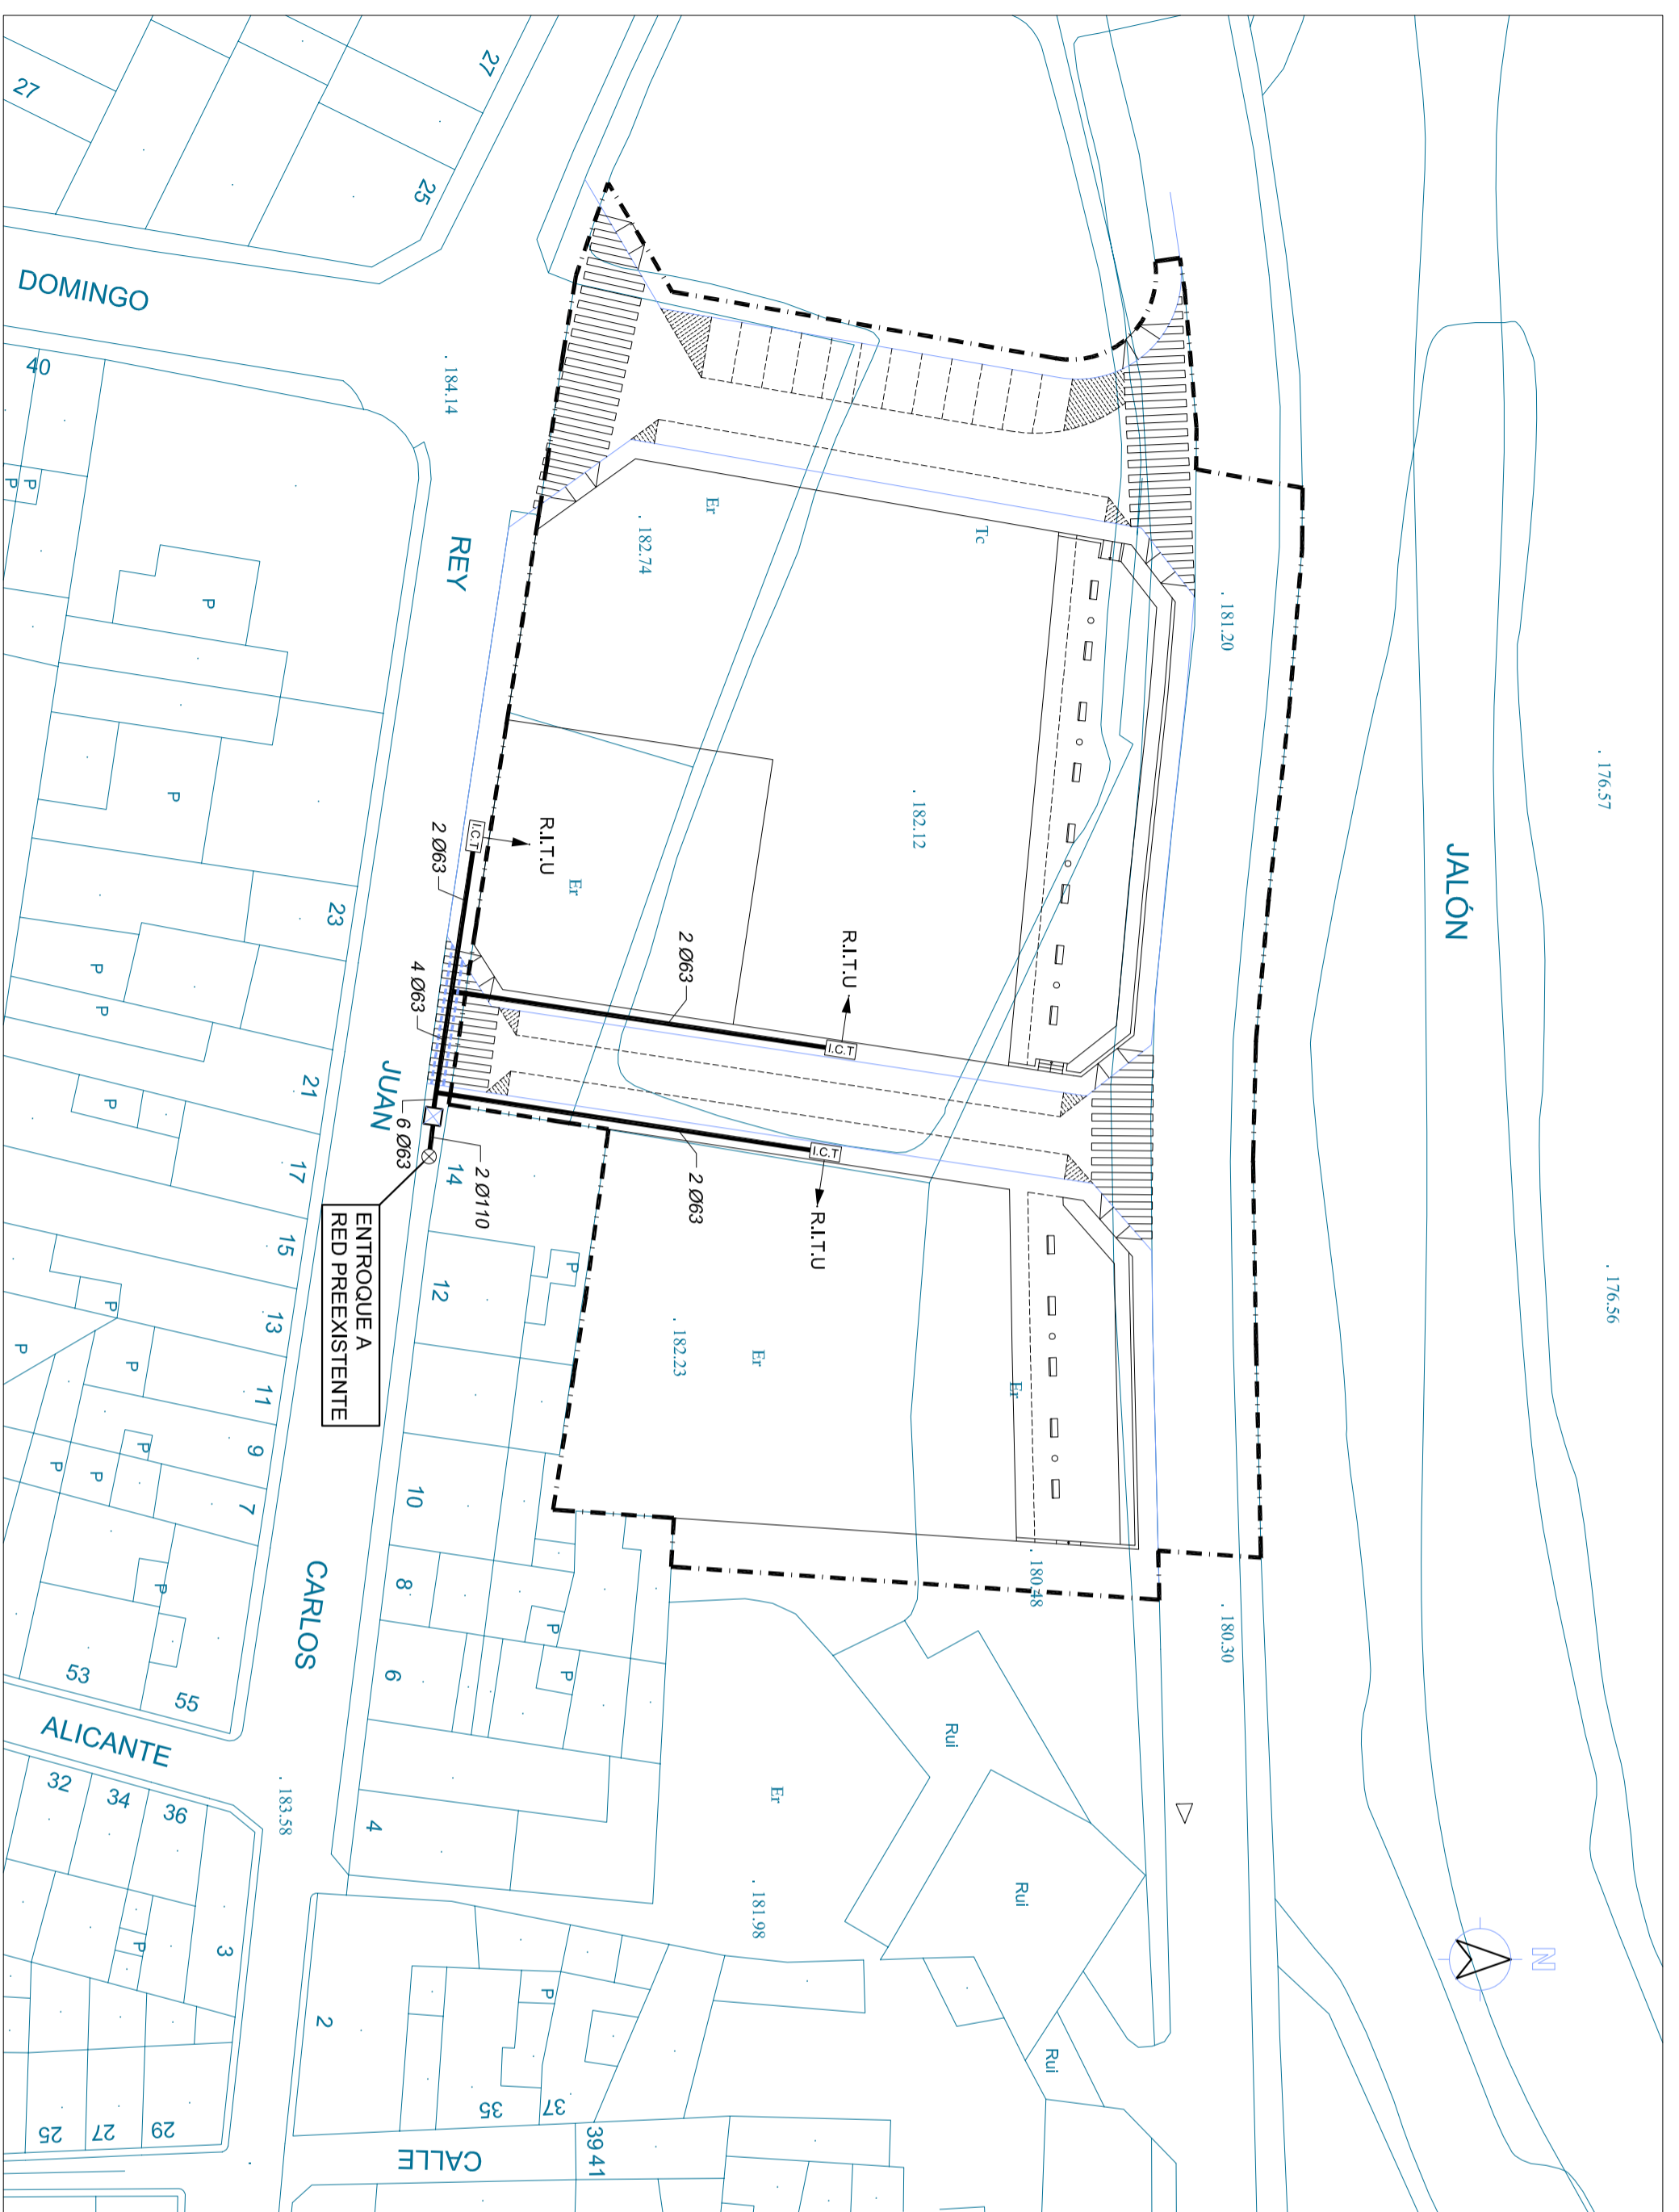 N
JALÓN
. 176.57
. 176.56
. 181.20
. 180.30
. 180.48
Tc
Er
. 182.74
. 182.12
Er
Er
. 182.23
Er
Er
Er
. 181.98
Rui
Rui
Rui
R.I.T.U
I.C.T
2 Ø63
R.I.T.U
I.C.T
2 Ø63
R.I.T.U
I.C.T
2 Ø63
4 Ø63
6 Ø63
2 Ø110
ENTROQUE A
RED PREEXISTENTE
REY
JUAN
CARLOS
DOMINGO
ALICANTE
CALLE
. 184.14
. 183.58
27
27
25
40
P
P
P
P
23
P
P
21
P
17
15
P
13
P
P
11
P
9
P
P
7
P
53
55
14
12
P
10
8
P
6
P
4
32
34
36
3
P
2
25
27
29
P
35
37
39 41